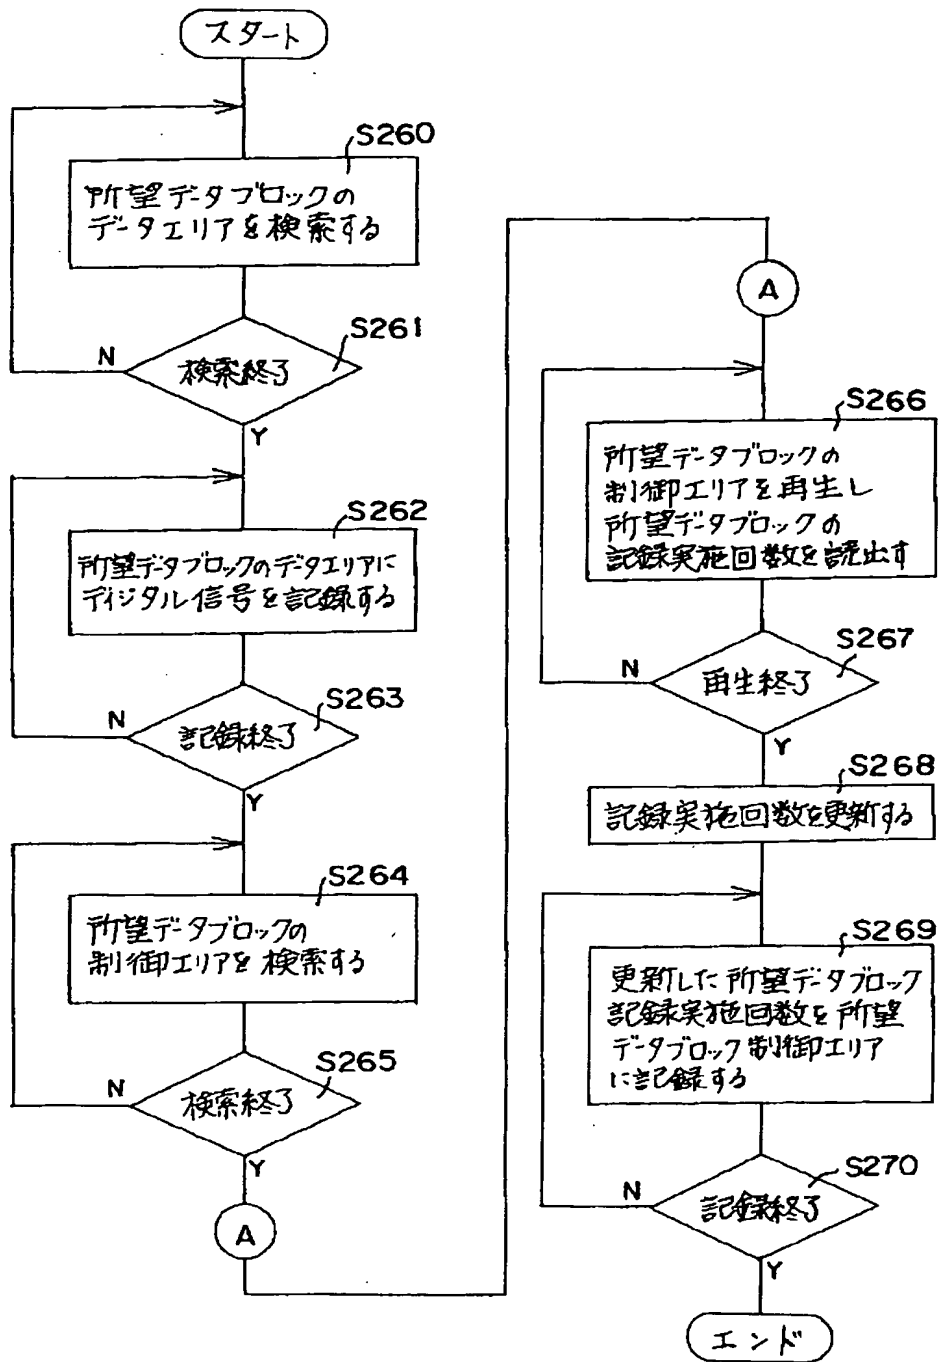 スタート
S260
所望データブロックの
データエリアを検索する
S261
検索終了
N
Y
S262
所望データブロックのデータエリアに
ディジタル信号を記録する
S263
記録終了
N
Y
S264
所望データブロックの
制御エリアを検索する
S265
検索終了
N
Y
A
A
S266
所望データブロックの
制御エリアを再生し
所望データブロックの
記録実施回数を読出す
S267
再生終了
N
Y
S268
記録実施回数を更新する
S269
更新した所望データブロック
記録実施回数を所望
データブロック制御エリア
に記録する
S270
記録終了
N
Y
エンド